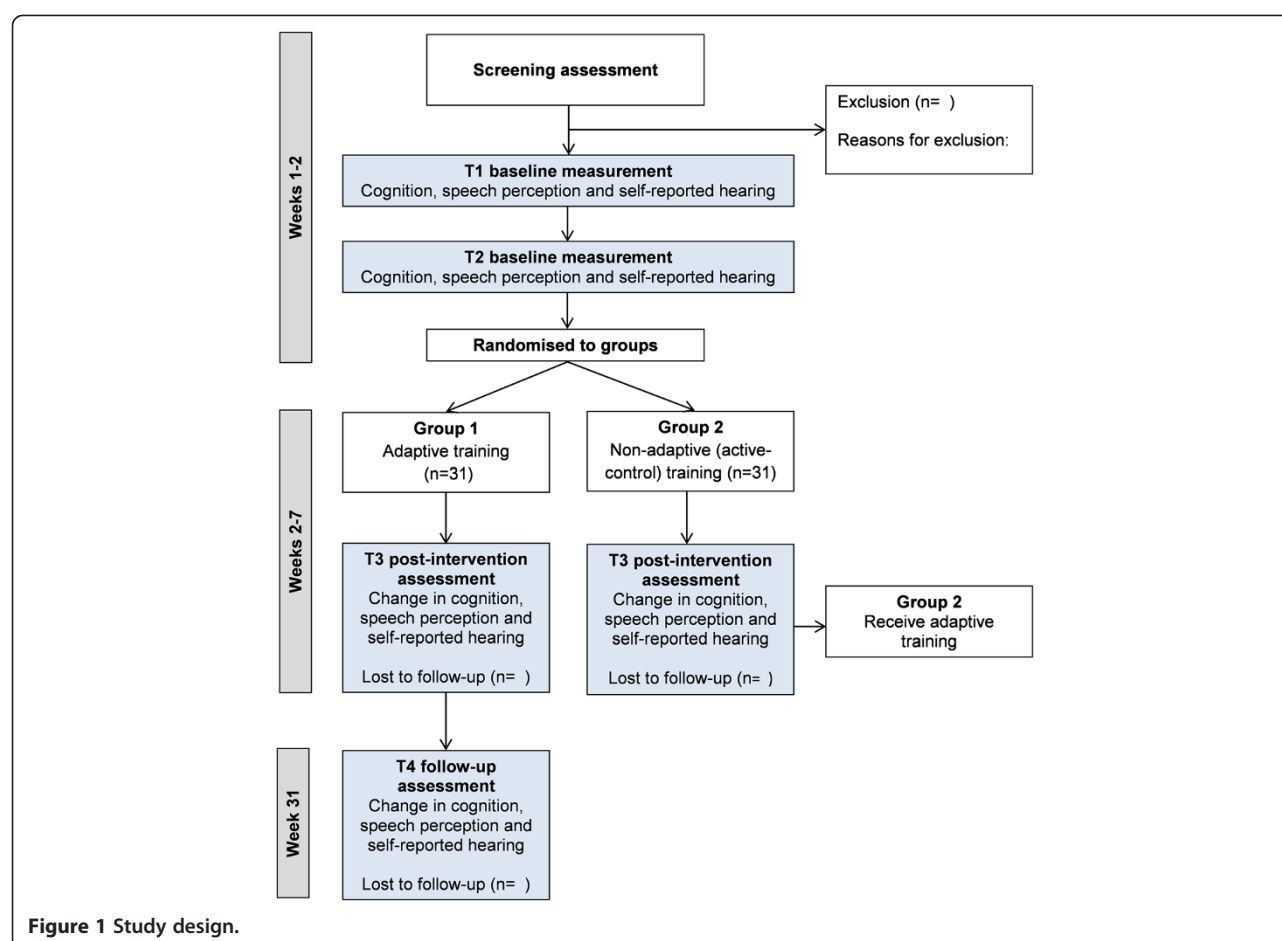 Weeks 1-2
Screening assessment
Exclusion (n= )
Reasons for exclusion:
T1 baseline measurement
Cognition, speech perception and self-reported hearing
T2 baseline measurement
Cognition, speech perception and self-reported hearing
Randomised to groups
Weeks 2-7
Group 1
Adaptive training
(n=31)
Group 2
Non-adaptive (active-
control) training (n=31)
T3 post-intervention
assessment
Change in cognition,
speech perception and
self-reported hearing
Lost to follow-up (n= )
T3 post-intervention
assessment
Change in cognition,
speech perception and
self-reported hearing
Lost to follow-up (n= )
Group 2
Receive adaptive
training
Week 31
T4 follow-up
assessment
Change in cognition,
speech perception and
self-reported hearing
Lost to follow-up (n= )
Figure 1 Study design.